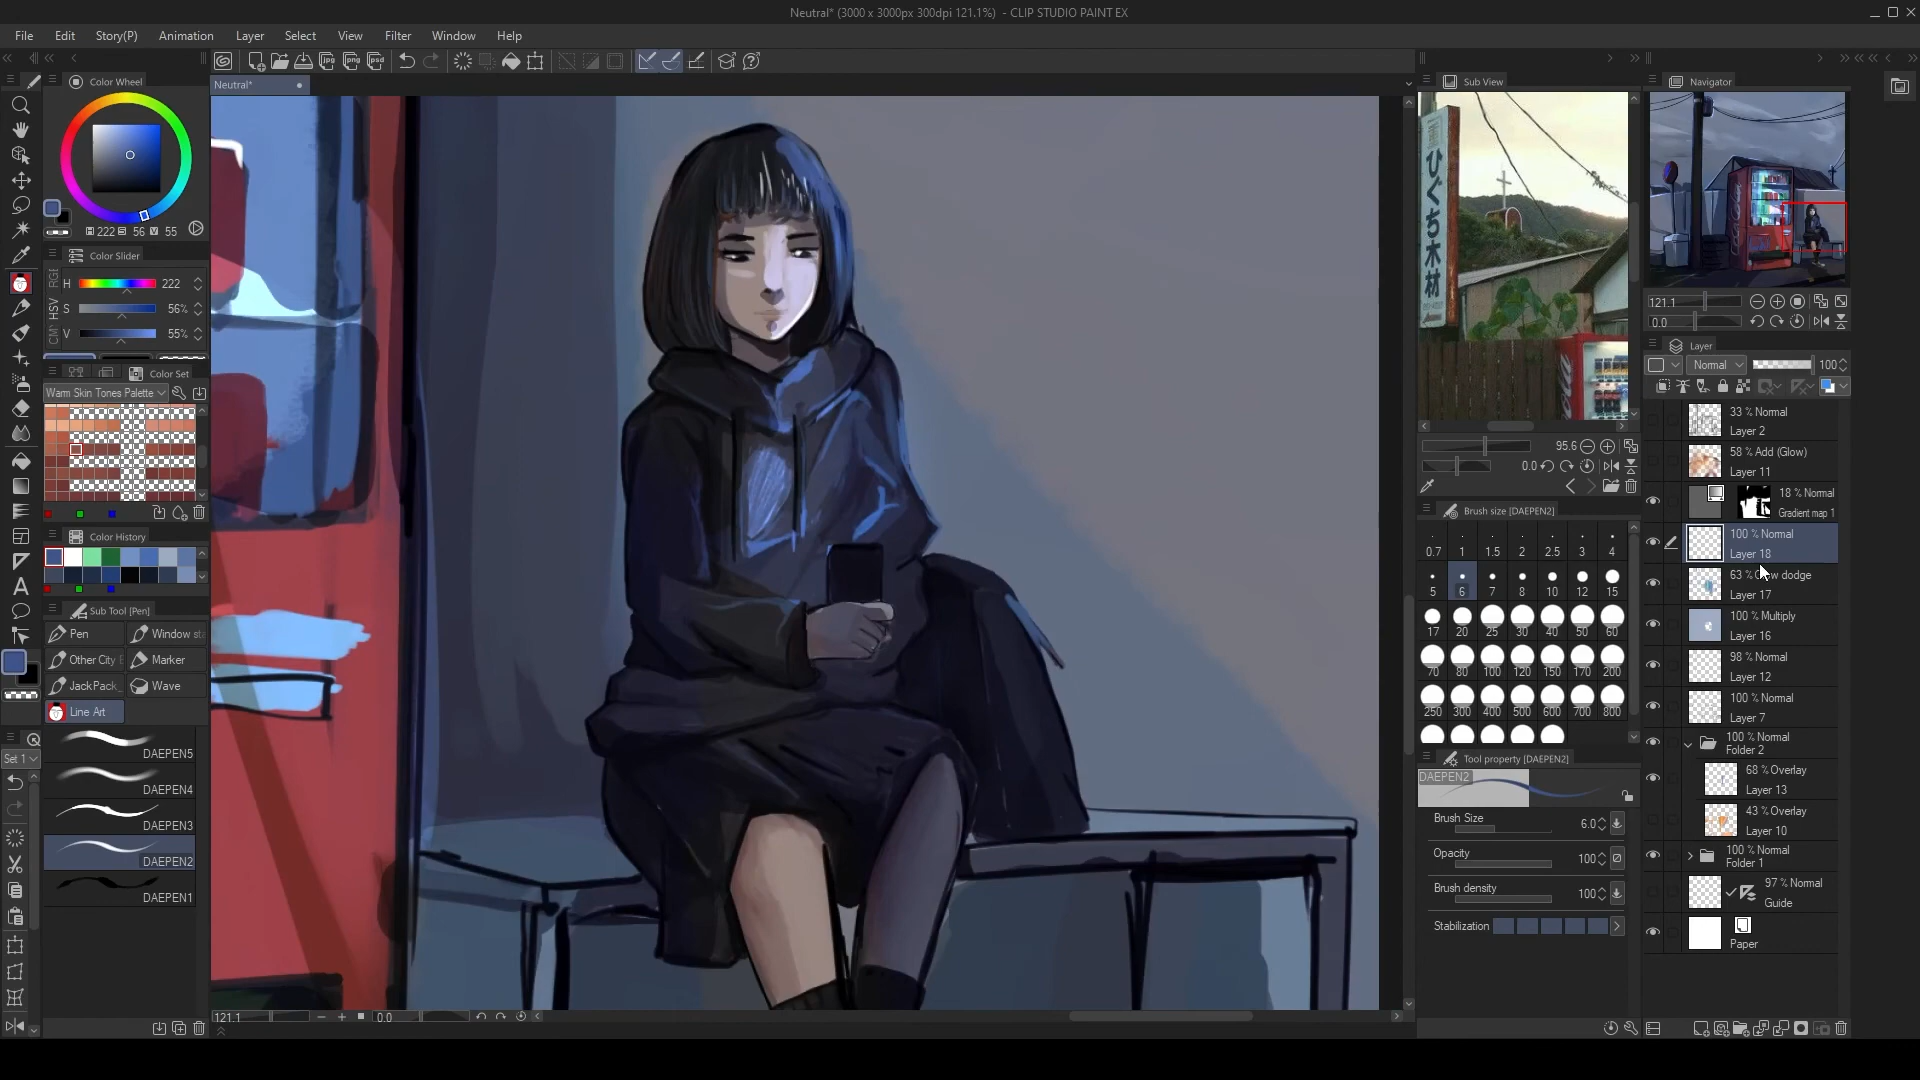 Neutral* (3000 x 3000px 300dpi 121.1%) - CLIP STUDIO PAINT EX
File Edit Story(P) Animation Layer Select View Filter Window Help
Neutral*
Color Wheel
222 56 55
Color Slider
H 222
S 56%
V 55%
Color Set
Warm Skin Tones Palette
Color History
Sub Tool [Pen]
Pen
Window st
Other City
Marker
JackPack_
Wave
Line Art
Set 1
DAEPEN5
DAEPEN4
DAEPEN3
DAEPEN2
DAEPEN1
121.1
0.0
Sub View
ひぐち木材
95.6
0.0
Brush size [DAEPEN2]
0.7 1 1.5 2 2.5 3 4
5 6 7 8 10 12 15
17 20 25 30 40 50 60
70 80 100 120 150 170 200
250 300 400 500 600 700 800
Tool property [DAEPEN2]
DAEPEN2
Brush Size 6.0
Opacity 100
Brush density 100
Stabilization
Navigator
121.1
0.0
Layer
Normal 100
33 % Normal
Layer 2
58 % Add (Glow)
Layer 11
18 % Normal
Gradient map 1
100 % Normal
Layer 18
63 % dodge
Layer 17
100 % Multiply
Layer 16
98 % Normal
Layer 12
100 % Normal
Layer 7
100 % Normal
Folder 2
68 % Overlay
Layer 13
43 % Overlay
Layer 10
100 % Normal
Folder 1
97 % Normal
Guide
Paper